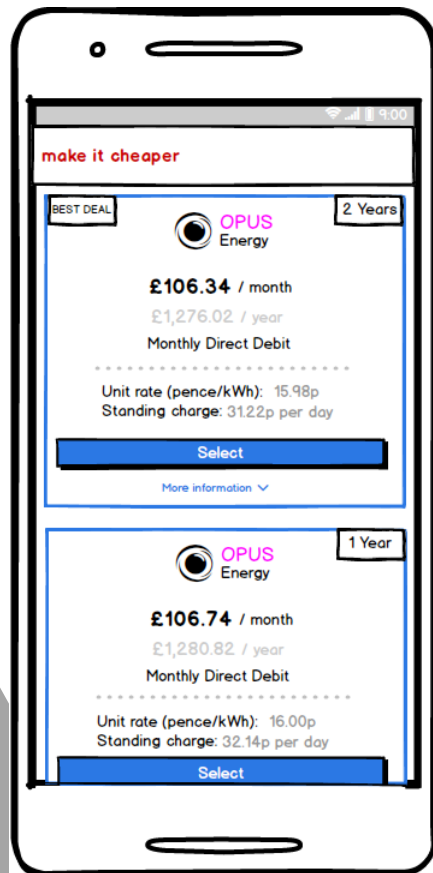 9:00
make it cheaper
BEST DEAL
2 Years
OPUS
Energy
£106.34 / month
£1,276.02 / year
Monthly Direct Debit
Unit rate (pence/kWh): 15.98p
Standing charge: 31.22p per day
Select
More information
1 Year
OPUS
Energy
£106.74 / month
£1,280.82 / year
Monthly Direct Debit
Unit rate (pence/kWh): 16.00p
Standing charge: 32.14p per day
Select